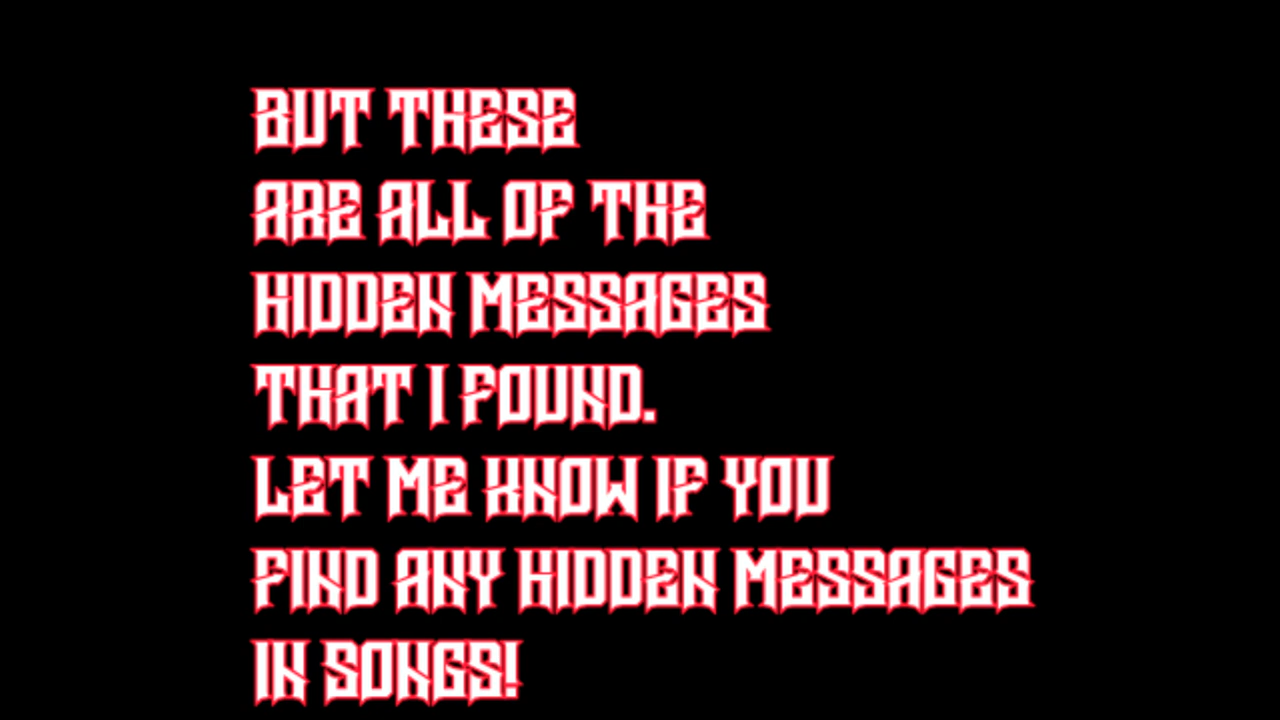 BUT THESE
ARE ALL OF THE
HIDDEN MESSAGES
THAT I FOUND.
LET ME KNOW IF YOU
FIND ANY HIDDEN MESSAGES
IN SONGS!